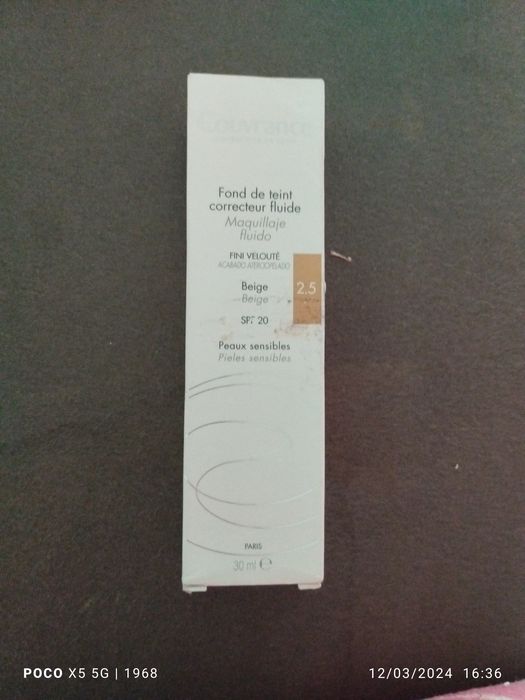 Couvrance
Fond de teint
correcteur fluide
Maquillaje
fluido
FINI VELOUTÉ
ACABADO ATERCIOPELADO
2.5
Beige
Beige
SPF 20
Peaux sensibles
Pieles sensibles
PARIS
30 ml ℮
POCO X5 5G | 1968
12/03/2024 16:36